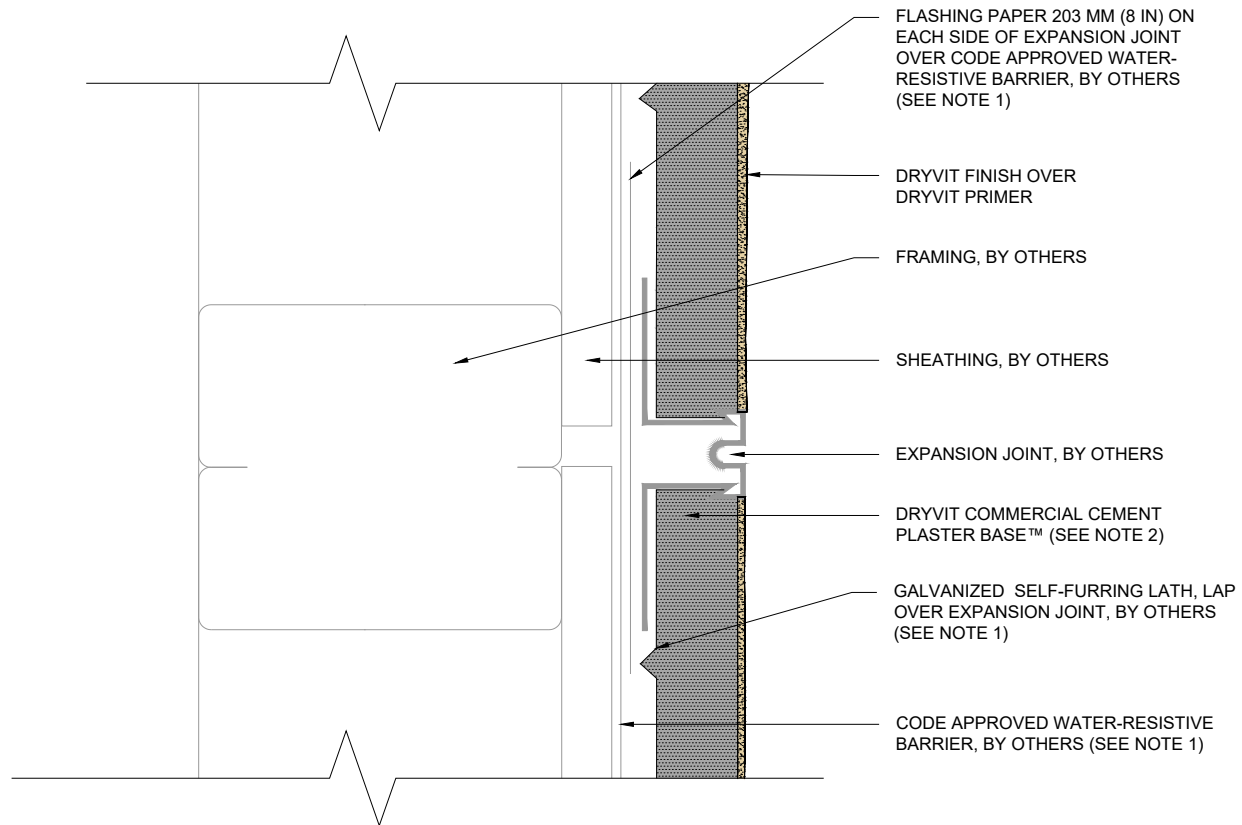 FLASHING PAPER 203 MM (8 IN) ON
EACH SIDE OF EXPANSION JOINT
OVER CODE APPROVED WATER-
RESISTIVE BARRIER, BY OTHERS
(SEE NOTE 1)
DRYVIT FINISH OVER
DRYVIT PRIMER
FRAMING, BY OTHERS
SHEATHING, BY OTHERS
EXPANSION JOINT, BY OTHERS
DRYVIT COMMERCIAL CEMENT
PLASTER BASE™ (SEE NOTE 2)
GALVANIZED SELF-FURRING LATH, LAP
OVER EXPANSION JOINT, BY OTHERS
(SEE NOTE 1)
CODE APPROVED WATER-RESISTIVE
BARRIER, BY OTHERS (SEE NOTE 1)